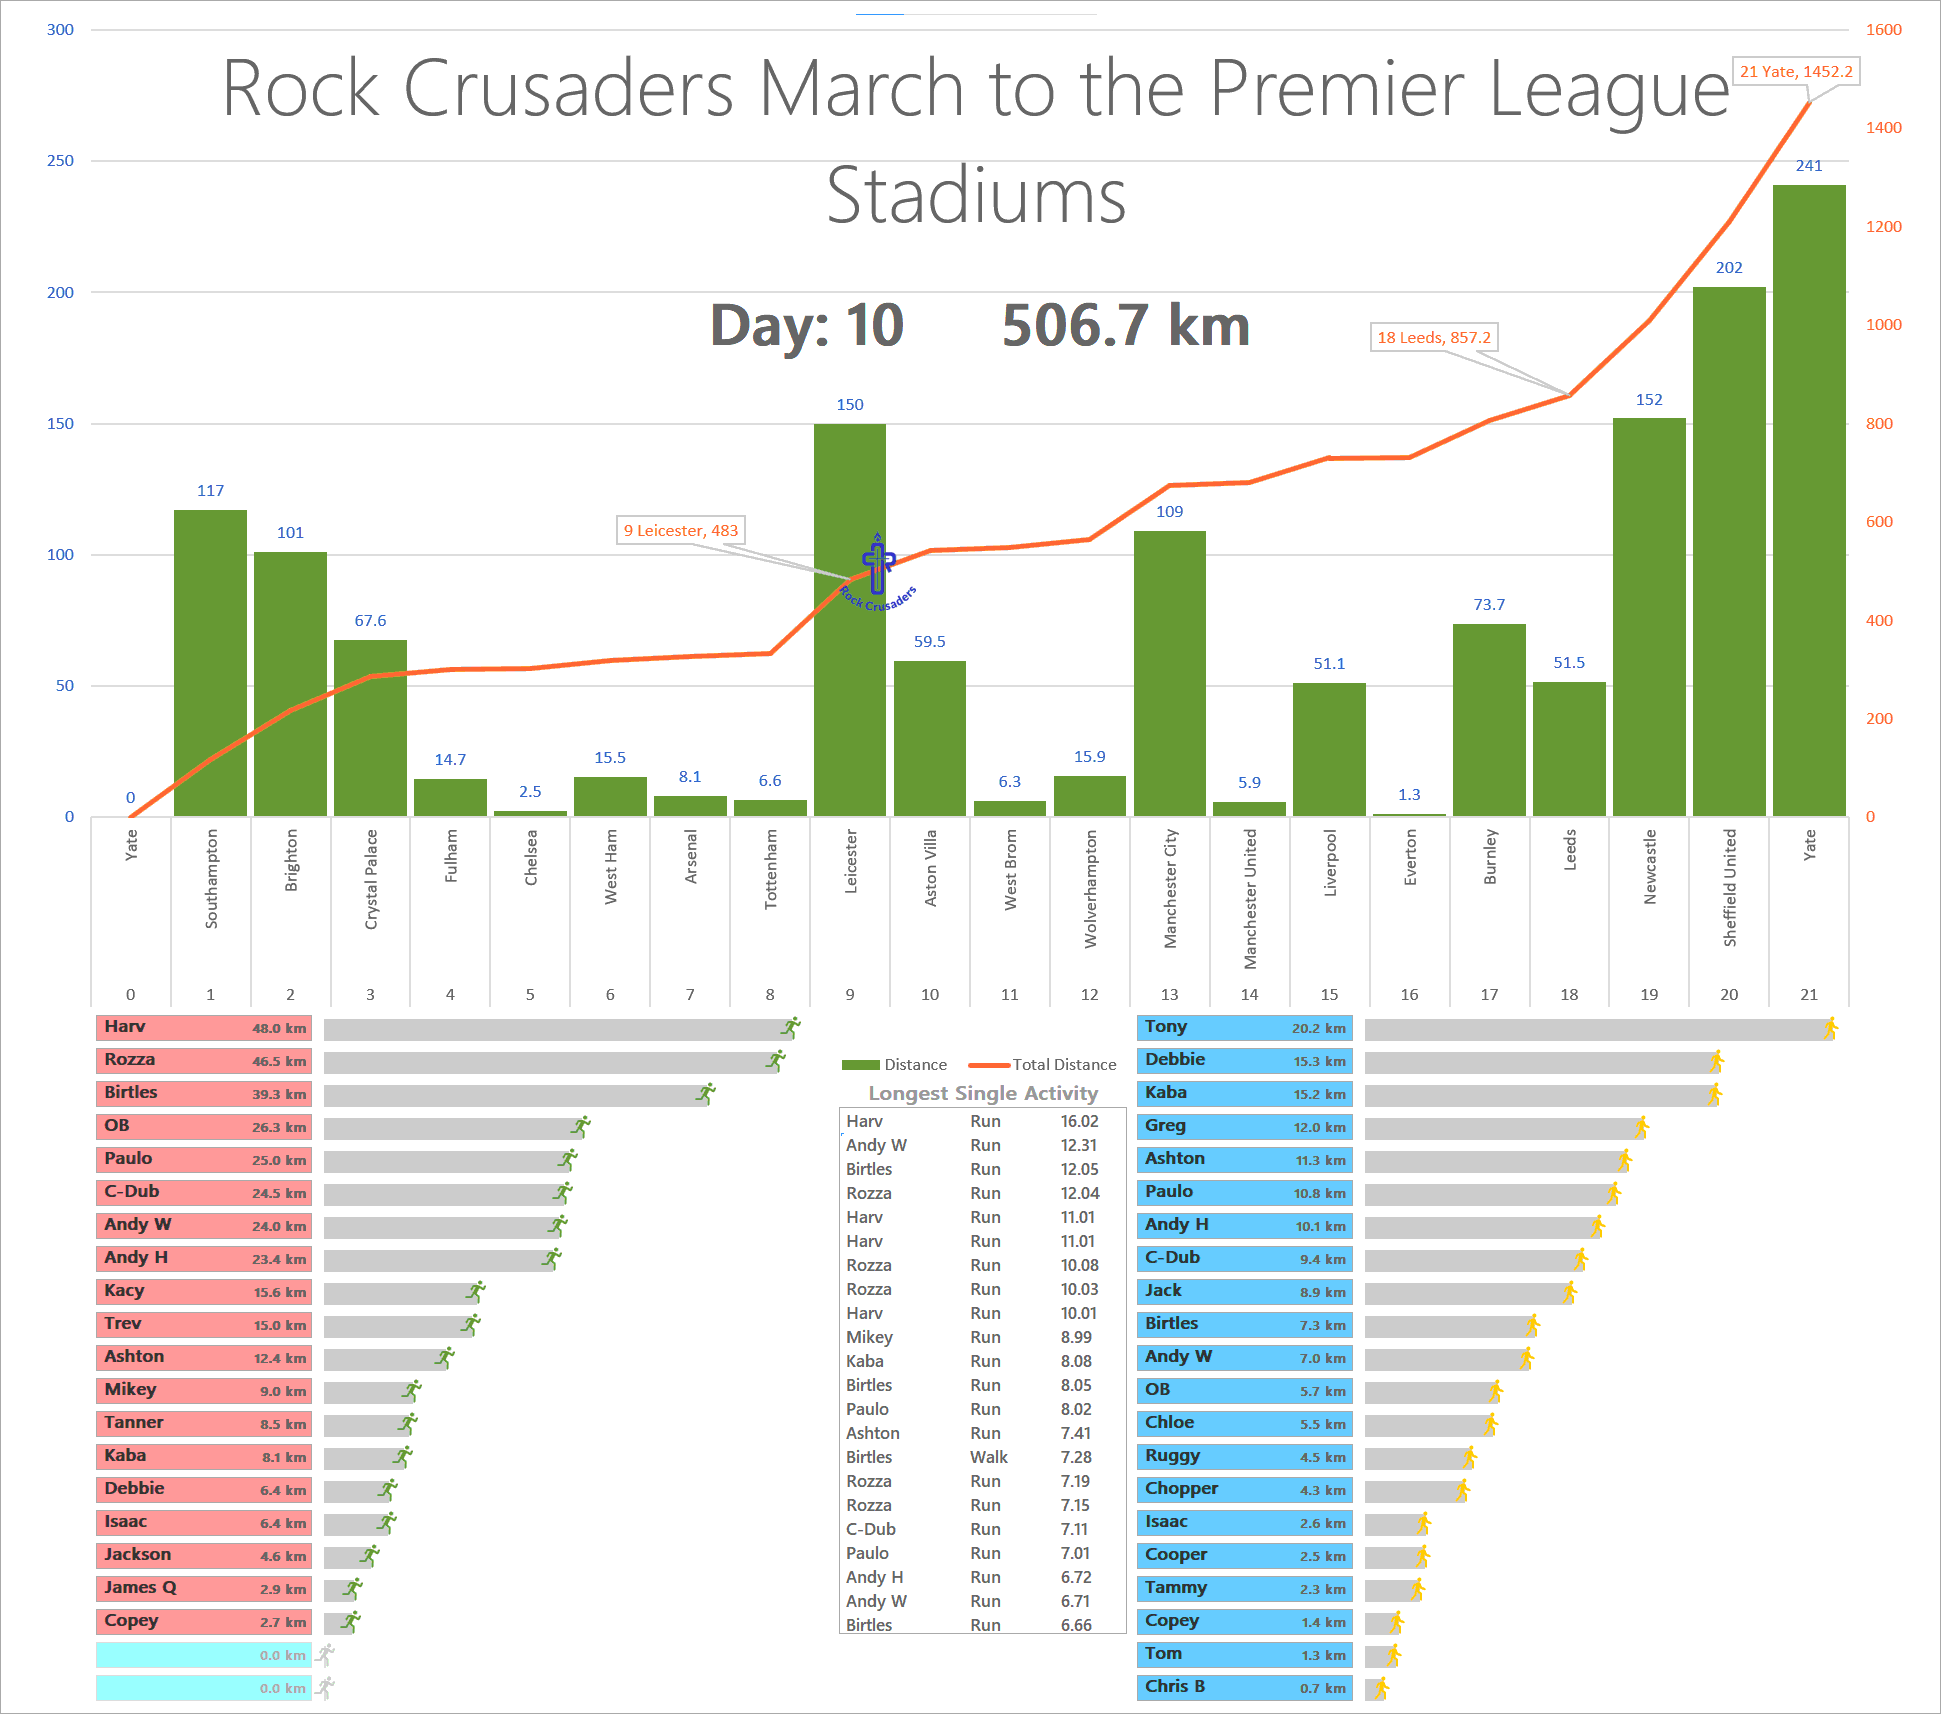 Rock Crusaders March to the Premier League
Stadiums
Day: 10 506.7 km
300
250
200
150
100
50
0
1600
1400
1200
1000
800
600
400
200
0
21 Yate, 1452.2
18 Leeds, 857.2
9 Leicester, 483
Rock Crusaders
0 117 101 67.6 14.7 2.5 15.5 8.1 6.6 150 59.5 6.3 15.9 109 5.9 51.1 1.3 73.7 51.5 152 202 241
Yate
Southampton
Brighton
Crystal Palace
Fulham
Chelsea
West Ham
Arsenal
Tottenham
Leicester
Aston Villa
West Brom
Wolverhampton
Manchester City
Manchester United
Liverpool
Everton
Burnley
Leeds
Newcastle
Sheffield United
Yate
0 1 2 3 4 5 6 7 8 9 10 11 12 13 14 15 16 17 18 19 20 21
Harv 48.0 km
Rozza 46.5 km
Birtles 39.3 km
OB 26.3 km
Paulo 25.0 km
C-Dub 24.5 km
Andy W 24.0 km
Andy H 23.4 km
Kacy 15.6 km
Trev 15.0 km
Ashton 12.4 km
Mikey 9.0 km
Tanner 8.5 km
Kaba 8.1 km
Debbie 6.4 km
Isaac 6.4 km
Jackson 4.6 km
James Q 2.9 km
Copey 2.7 km
0.0 km
0.0 km
Distance Total Distance
Longest Single Activity
Harv Run 16.02
Andy W Run 12.31
Birtles Run 12.05
Rozza Run 12.04
Harv Run 11.01
Harv Run 11.01
Rozza Run 10.08
Rozza Run 10.03
Harv Run 10.01
Mikey Run 8.99
Kaba Run 8.08
Birtles Run 8.05
Paulo Run 8.02
Ashton Run 7.41
Birtles Walk 7.28
Rozza Run 7.19
Rozza Run 7.15
C-Dub Run 7.11
Paulo Run 7.01
Andy H Run 6.72
Andy W Run 6.71
Birtles Run 6.66
Tony 20.2 km
Debbie 15.3 km
Kaba 15.2 km
Greg 12.0 km
Ashton 11.3 km
Paulo 10.8 km
Andy H 10.1 km
C-Dub 9.4 km
Jack 8.9 km
Birtles 7.3 km
Andy W 7.0 km
OB 5.7 km
Chloe 5.5 km
Ruggy 4.5 km
Chopper 4.3 km
Isaac 2.6 km
Cooper 2.5 km
Tammy 2.3 km
Copey 1.4 km
Tom 1.3 km
Chris B 0.7 km